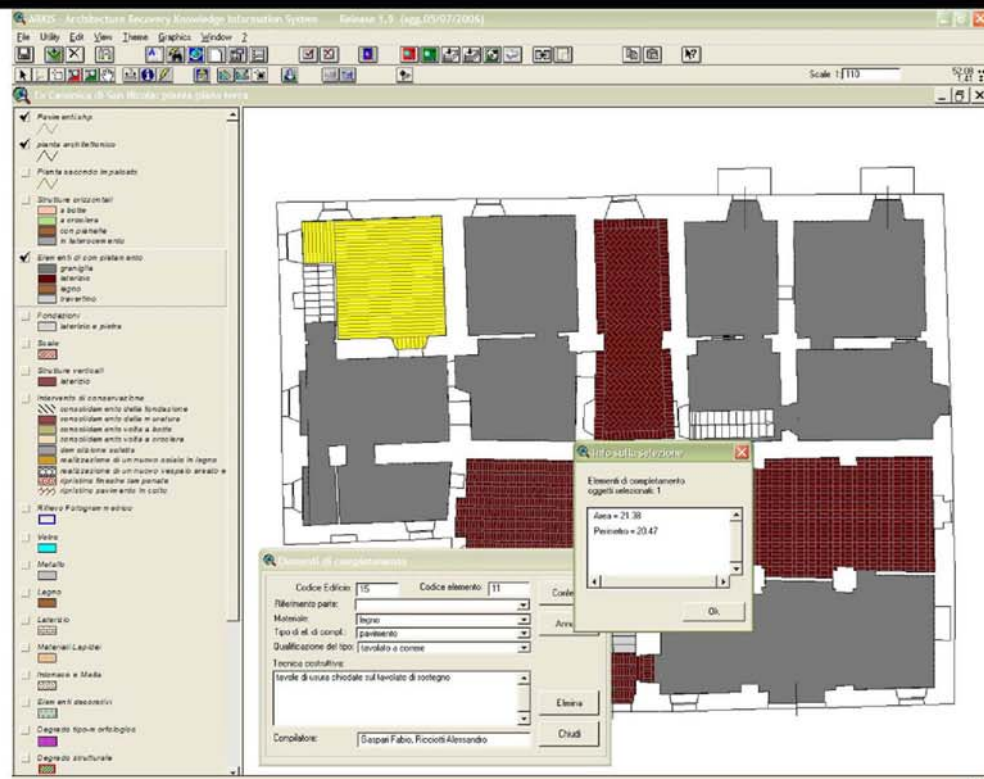 ARKIS - Architecture Recovery Knowledge Information System Release 1.5 (agg.05/07/2006)
File Utility Edit View Theme Graphics Window ?
Scale 1: 110
52.08
1.41
Ex Canonica di San Nicola: pianta piano terra
Pavimenti.shp
pianta architettonico
Pianta secondo impalcato
Strutture orizzontali
a botte
a crociera
con pianelle
in laterocemento
Elementi di completamento
graniglia
laterizio
legno
travertino
Fondazioni
laterizio e pietra
Scale
Strutture verticali
laterizio
Intervento di conservazione
consolidamento delle fondazione
consolidamento delle murature
consolidamento volta a botte
consolidamento volta a crociera
demolizione soletta
realizzazione di un nuovo solaio in legno
realizzazione di un nuovo vespaio areato e
ripristino finestre tamponate
ripristino pavimento in cotto
Rilievo Fotogrammetrico
Vetro
Metallo
Legno
Laterizio
Materiali Lapidei
Intonaco e Malta
Elementi decorativi
Degrado tipo-morfologico
Degrado strutturale
Info sulla selezione
Elementi di completamento
oggetti selezionati: 1
Area = 21.38
Perimetro = 20.47
Ok
Elementi di completamento
Codice Edificio: 15 Codice elemento: 11
Riferimento parte:
Materiale: legno
Tipo di el. di compl.: pavimento
Qualificazione del tipo: tavolato a correre
Tecnica costruttiva:
tavole di usura chiodate sul tavolato di sostegno
Elimina
Chiudi
Compilatore: Gaspari Fabio, Ricciotti Alessandro